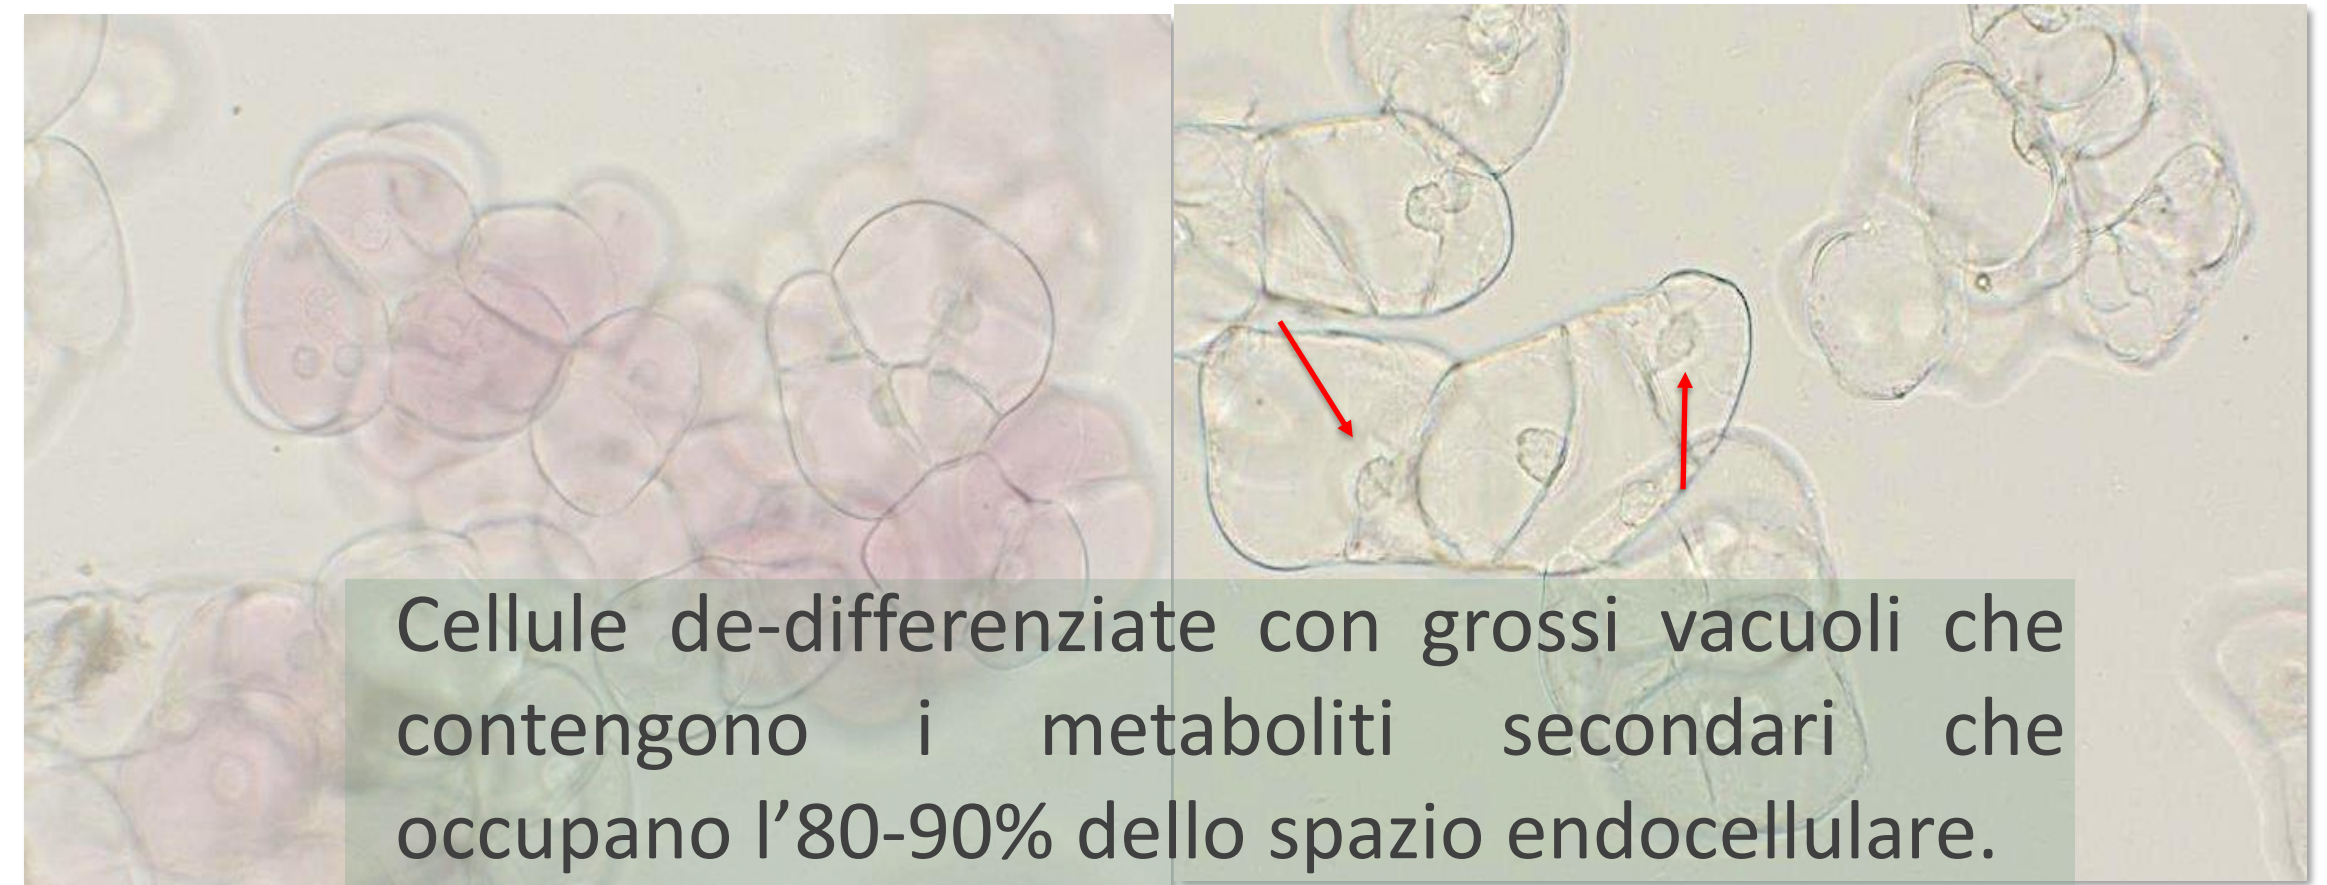 Cellule de-differenziate con grossi vacuoli che
contengono i metaboliti secondari che
occupano l’80-90% dello spazio endocellulare.